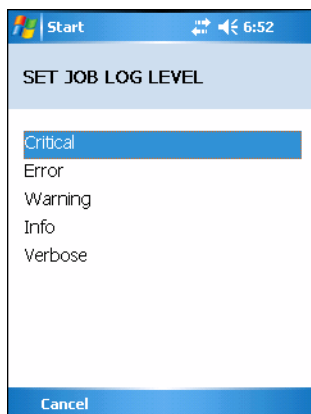 Start 6:52
SET JOB LOG LEVEL
Critical
Error
Warning
Info
Verbose
Cancel